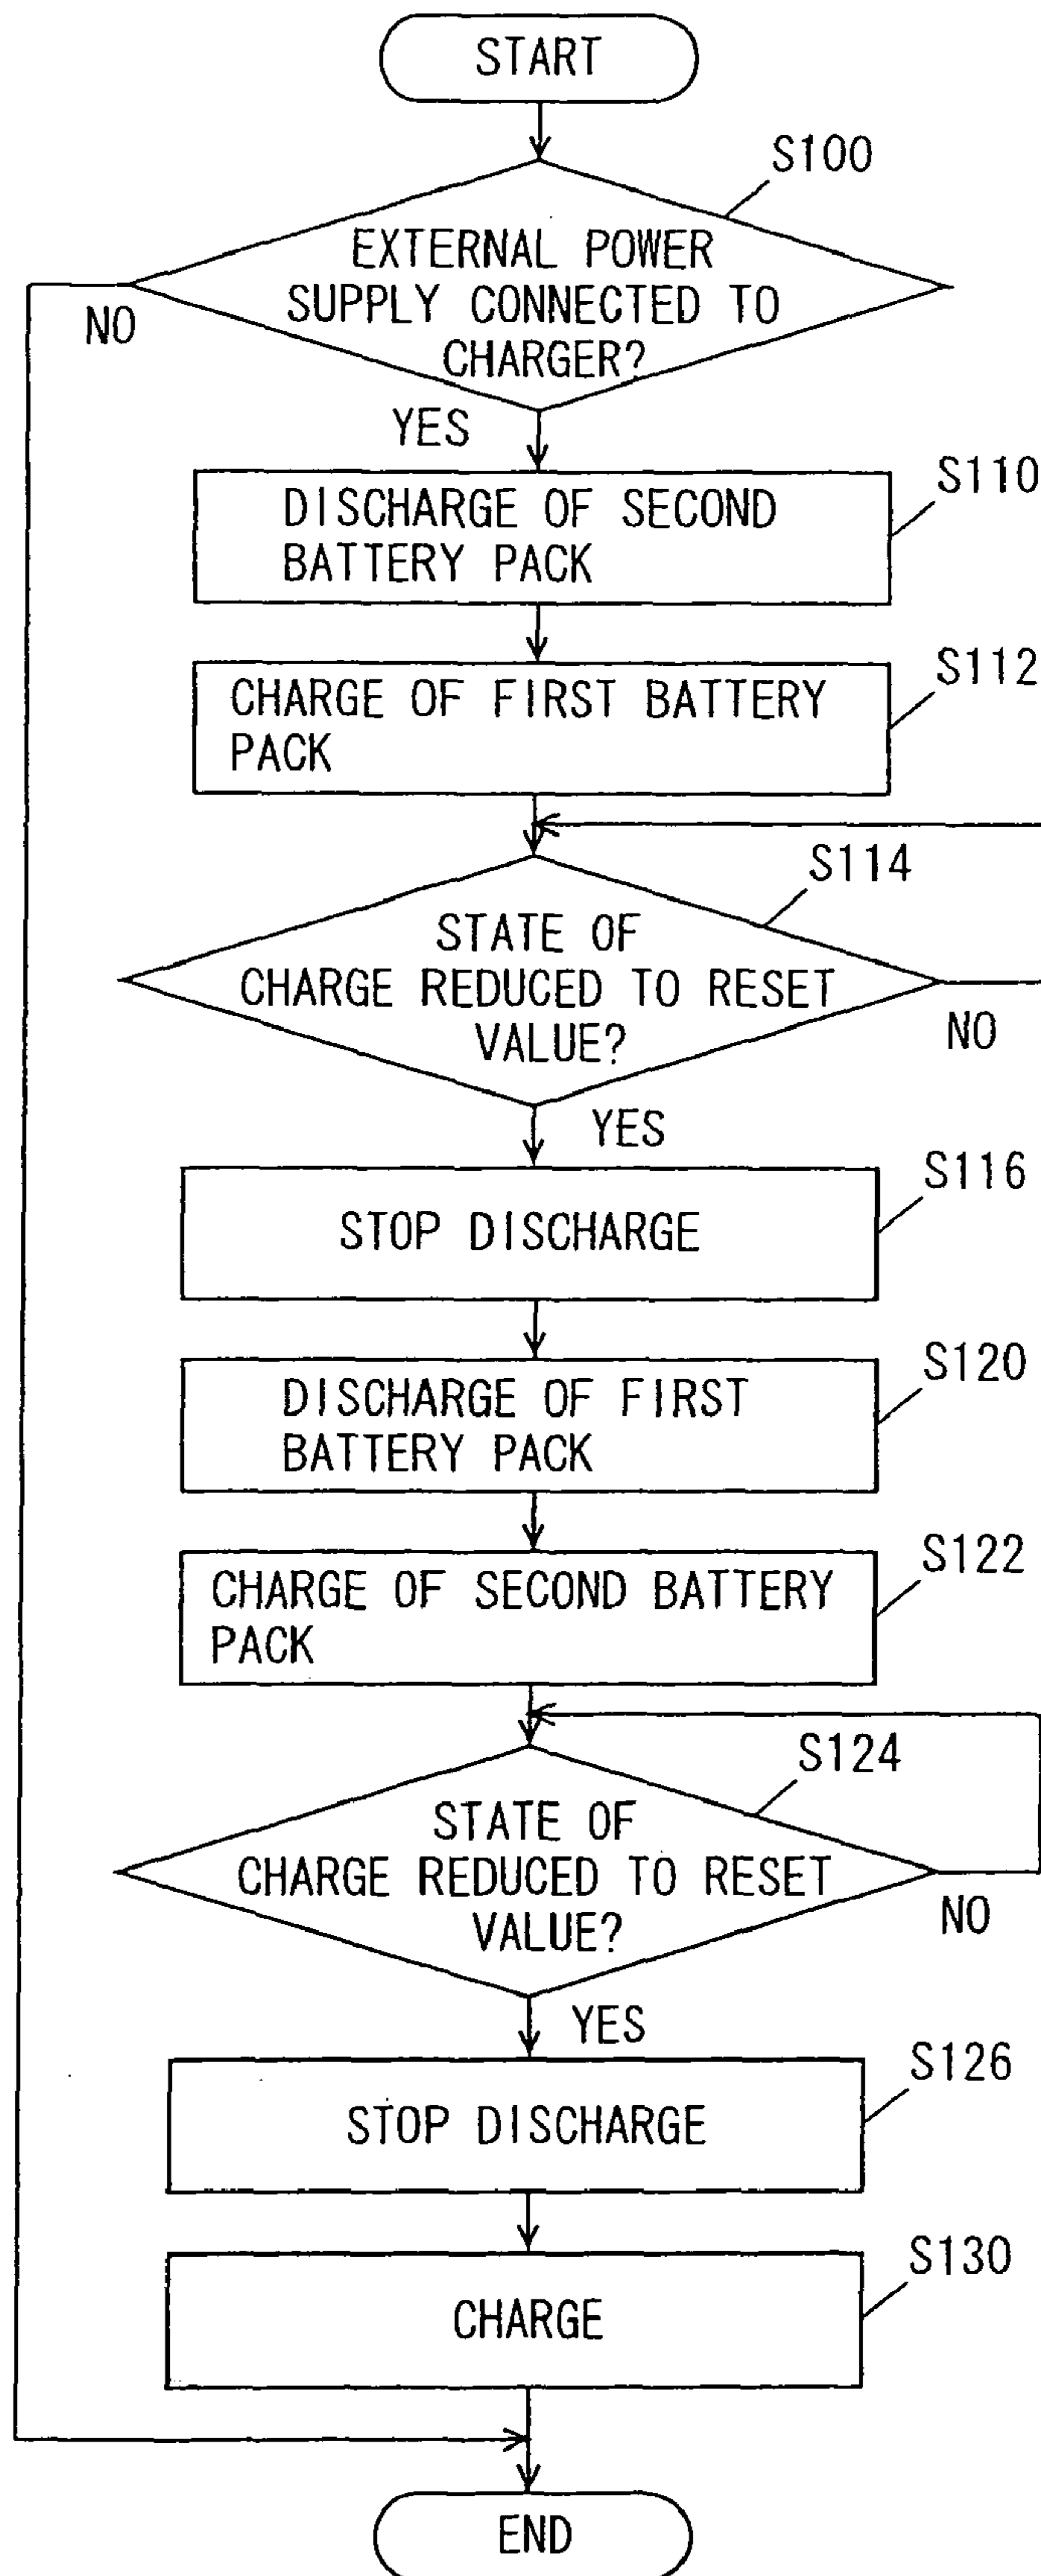 START
S100
EXTERNAL POWER
SUPPLY CONNECTED TO
CHARGER?
NO
YES
S110
DISCHARGE OF SECOND
BATTERY PACK
S112
CHARGE OF FIRST BATTERY
PACK
S114
STATE OF
CHARGE REDUCED TO RESET
VALUE?
NO
YES
S116
STOP DISCHARGE
S120
DISCHARGE OF FIRST
BATTERY PACK
S122
CHARGE OF SECOND BATTERY
PACK
S124
STATE OF
CHARGE REDUCED TO RESET
VALUE?
NO
YES
S126
STOP DISCHARGE
S130
CHARGE
END